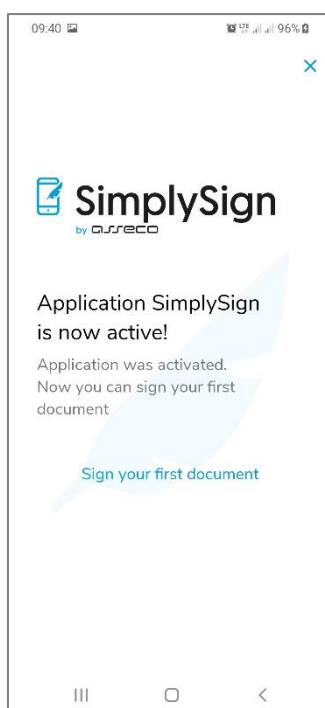 09:40 96%
SimplySign
by asseco
Application SimplySign
is now active!
Application was activated.
Now you can sign your first
document
Sign your first document